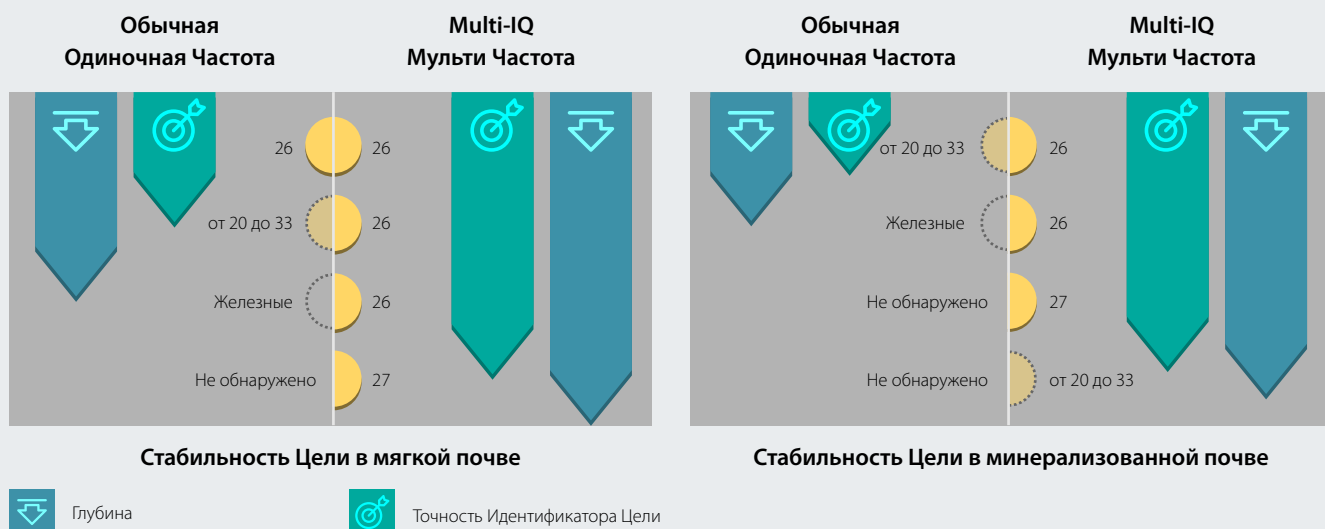 Обычная
Одиночная Частота
Multi-IQ
Мульти Частота
26 26
от 20 до 33 26
Железные 26
Не обнаружено 27
Стабильность Цели в мягкой почве
Обычная
Одиночная Частота
Multi-IQ
Мульти Частота
от 20 до 33 26
Железные 26
Не обнаружено 27
Не обнаружено от 20 до 33
Стабильность Цели в минерализованной почве
Глубина
Точность Идентификатора Цели